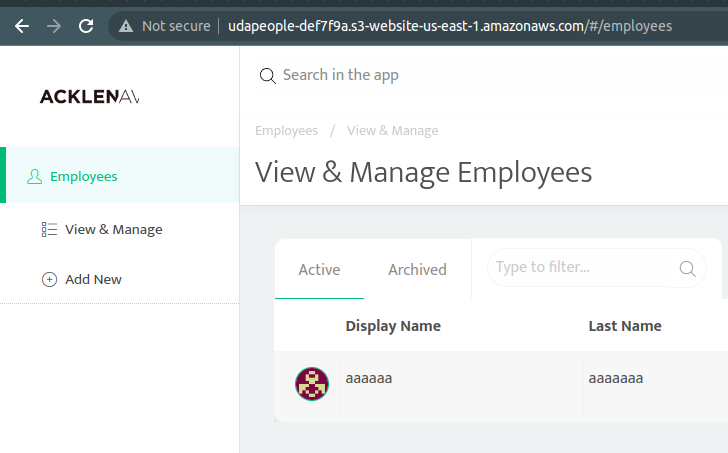 Not secure | udapeople-def7f9a.s3-website-us-east-1.amazonaws.com/#/employees
ACKLENAV
Search in the app
Employees / View & Manage
View & Manage Employees
Employees
View & Manage
Add New
Active Archived Type to filter...
Display Name Last Name
aaaaaa aaaaaaa